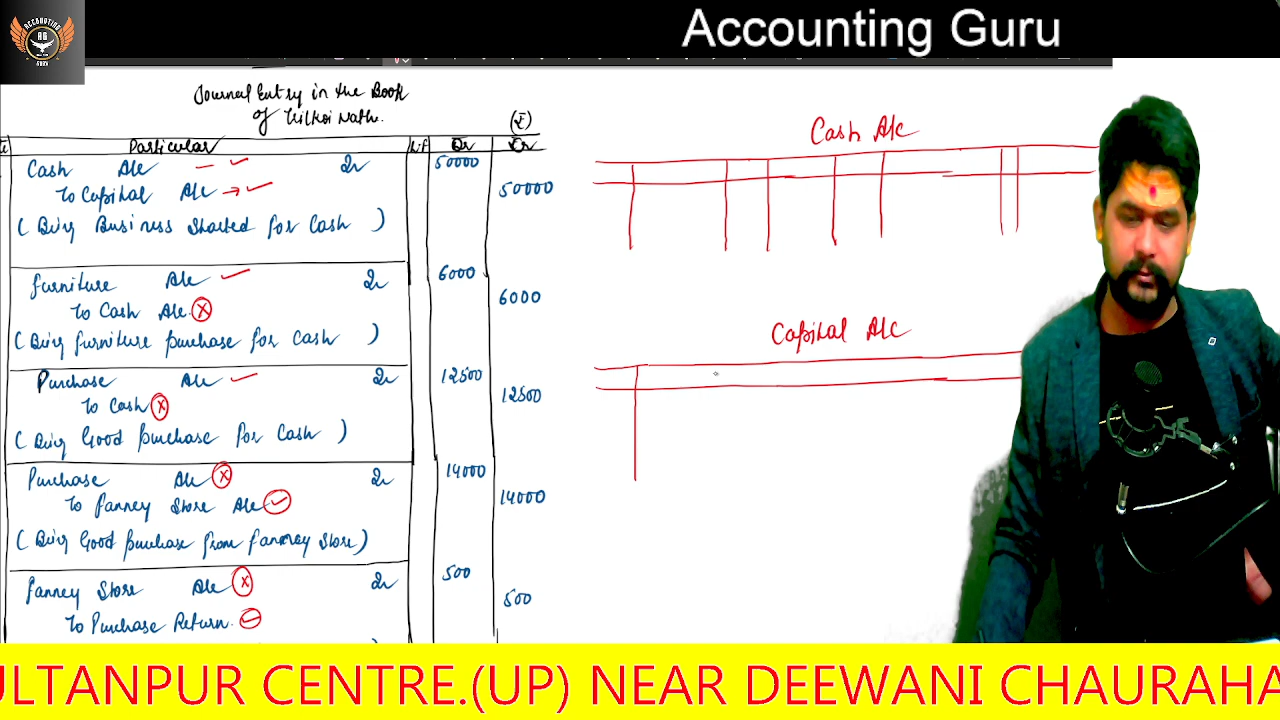 Accounting Guru
ACCOUNTING
AG
GURU
Journal Entry in the Book
of
(₹)
Particular L.F Dr Cr
Cash A/c Dr 50000
To Capital A/c 50000
(Being Business Started for Cash)
furniture A/c Dr 6000
To Cash A/c 6000
(Being furniture purchase for Cash)
Purchase A/c Dr 12500
To Cash 12500
(Being Good purchase for Cash)
Purchase A/c Dr 14000
To Fanney Store A/c 14000
(Being Good purchase from fanney Store)
Fanney Store A/c Dr 500
To Purchase Return. 500
Cash A/c
Capital A/c
ULTANPUR CENTRE.(UP) NEAR DEEWANI CHAURAHA